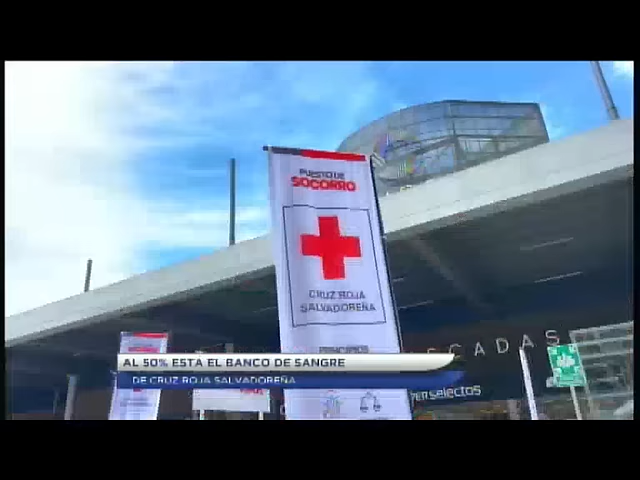 PUESTO DE
SOCORRO
CRUZ ROJA
SALVADOREÑA
CADAS
selectos
AL 50% ESTA EL BANCO DE SANGRE
DE CRUZ ROJA SALVADOREÑA